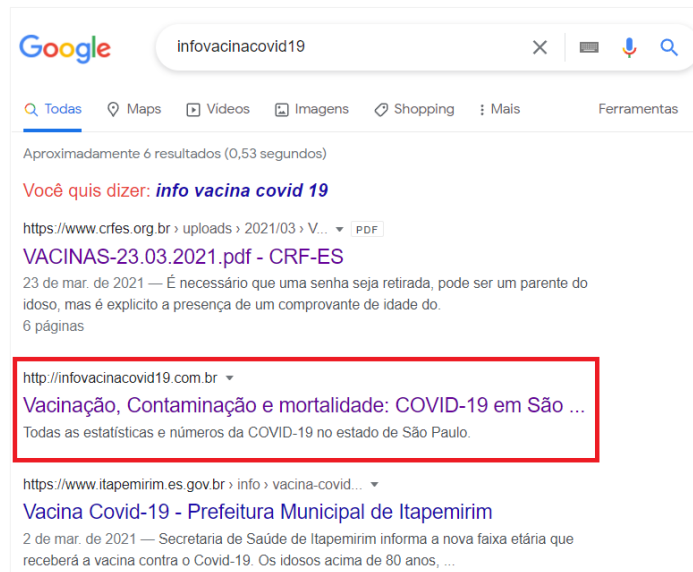 Google
infovacinacovid19
Todas Maps Vídeos Imagens Shopping Mais Ferramentas
Aproximadamente 6 resultados (0,53 segundos)
Você quis dizer: info vacina covid 19
https://www.crfes.org.br › uploads › 2021/03 › V... PDF
VACINAS-23.03.2021.pdf - CRF-ES
23 de mar. de 2021 — É necessário que uma senha seja retirada, pode ser um parente do
idoso, mas é explicito a presença de um comprovante de idade do.
6 páginas
http://infovacinacovid19.com.br
Vacinação, Contaminação e mortalidade: COVID-19 em São ...
Todas as estatísticas e números da COVID-19 no estado de São Paulo.
https://www.itapemirim.es.gov.br › info › vacina-covid...
Vacina Covid-19 - Prefeitura Municipal de Itapemirim
2 de mar. de 2021 — Secretaria de Saúde de Itapemirim informa a nova faixa etária que
receberá a vacina contra o Covid-19. Os idosos acima de 80 anos, ...